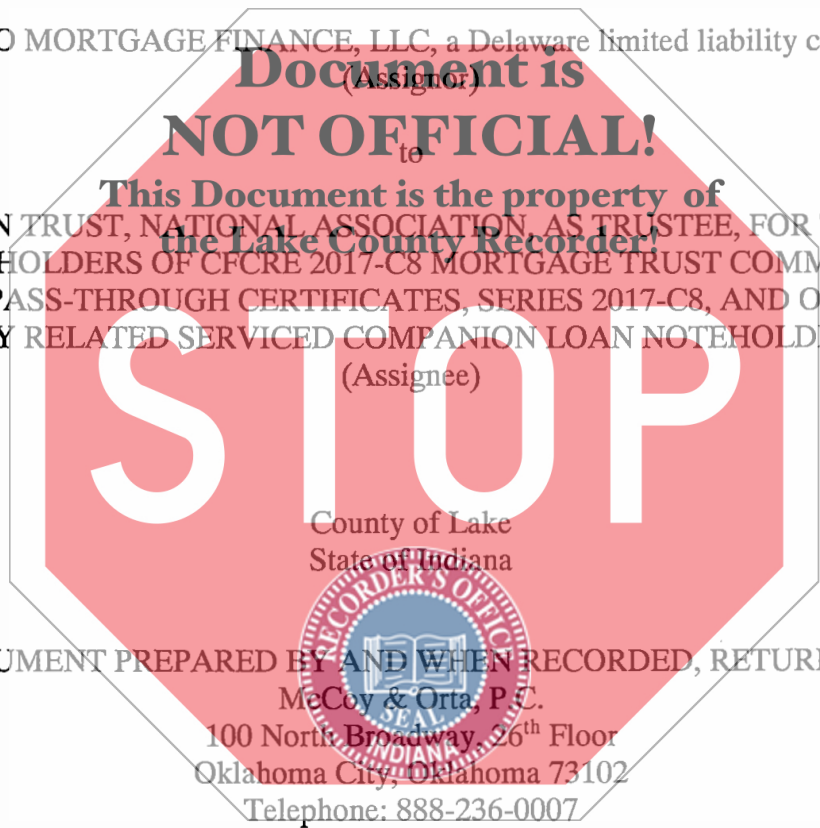 O MORTGAGE FINANCE, LLC, a Delaware limited liability c
Document is
(Assignor)
NOT OFFICIAL!
to
This Document is the property of
N TRUST, NATIONAL ASSOCIATION, AS TRUSTEE, FOR
the Lake County Recorder!
HOLDERS OF CFCRE 2017-C8 MORTGAGE TRUST COMM
PASS-THROUGH CERTIFICATES, SERIES 2017-C8, AND O
Y RELATED SERVICED COMPANION LOAN NOTEHOLD
(Assignee)
STOP
County of Lake
State of Indiana
RECORDER'S OFFICE
UMENT PREPARED BY AND WHEN RECORDED, RETUR
McCoy & Orta, P.C.
SEAL
100 North Broadway, 26th Floor
INDIANA
Oklahoma City, Oklahoma 73102
Telephone: 888-236-0007